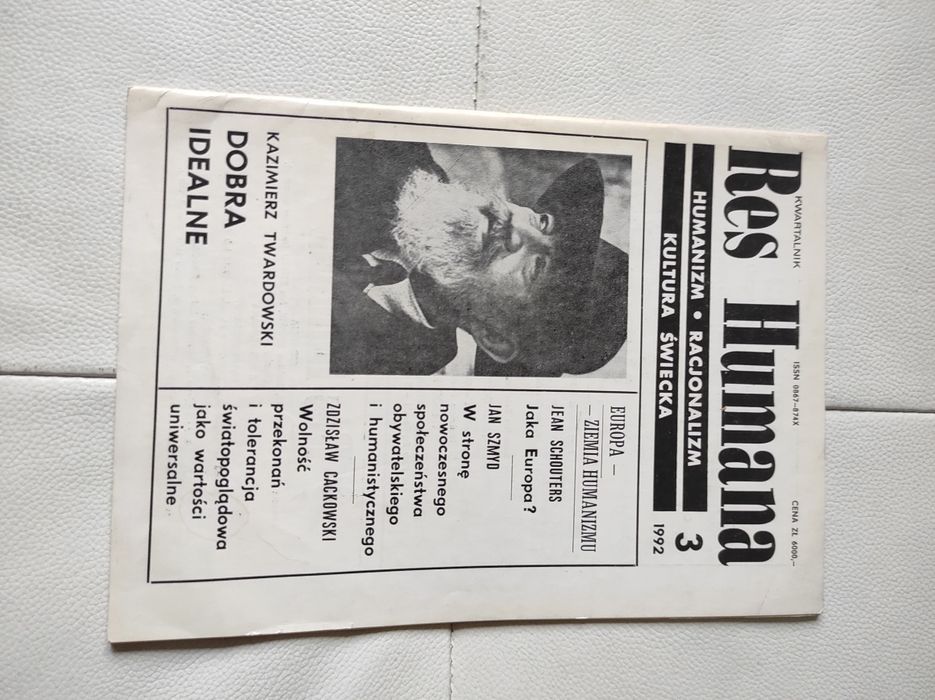 KWARTALNIK
ISSN 0867-874X
CENA ZŁ 6000,-
Res Humana
HUMANIZM • RACJONALIZM
KULTURA ŚWIECKA
3
1992
KAZIMIERZ TWARDOWSKI
DOBRA
IDEALNE
EUROPA —
— ZIEMIA HUMANIZMU
JEAN SCHOUTERS
Jaka Europa?
JAN SZMYD
W stronę
nowoczesnego
społeczeństwa
obywatelskiego
i humanistycznego
ZDZISŁAW CACKOWSKI
Wolność
przekonań
i tolerancja
światopoglądowa
jako wartości
uniwersalne